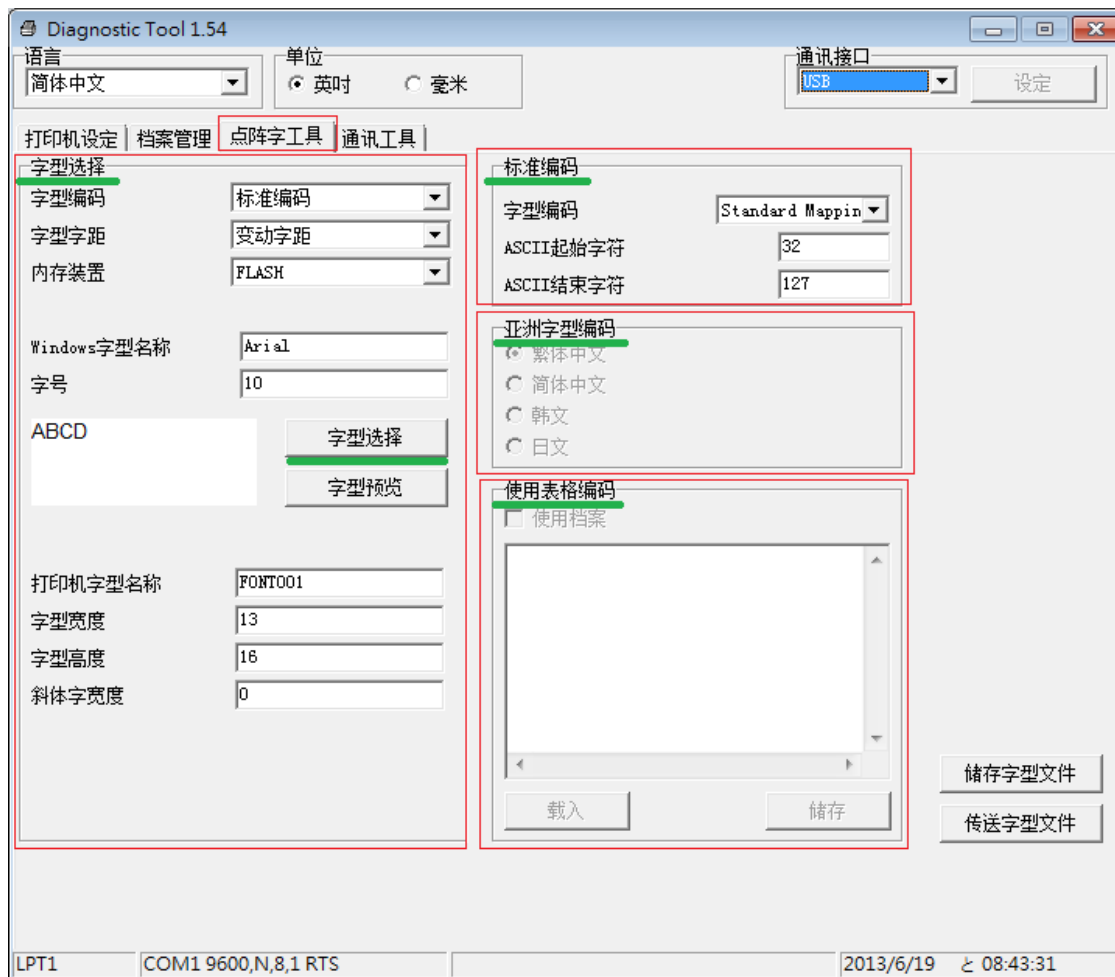 Diagnostic Tool 1.54
语言
单位
通讯接口
简体中文
英吋
毫米
USB
设定
打印机设定
档案管理
点阵字工具
通讯工具
字型选择
字型编码
标准编码
字型字距
变动字距
内存装置
FLASH
Windows字型名称
Arial
字号
10
ABCD
字型选择
字型预览
打印机字型名称
FONT001
字型宽度
13
字型高度
16
斜体字宽度
0
标准编码
字型编码
Standard Mappin
ASCII起始字符
32
ASCII结束字符
127
亚洲字型编码
繁体中文
简体中文
韩文
日文
使用表格编码
使用档案
载入
储存
储存字型文件
传送字型文件
LPT1
COM1 9600,N,8,1 RTS
2013/6/19 と 08:43:31